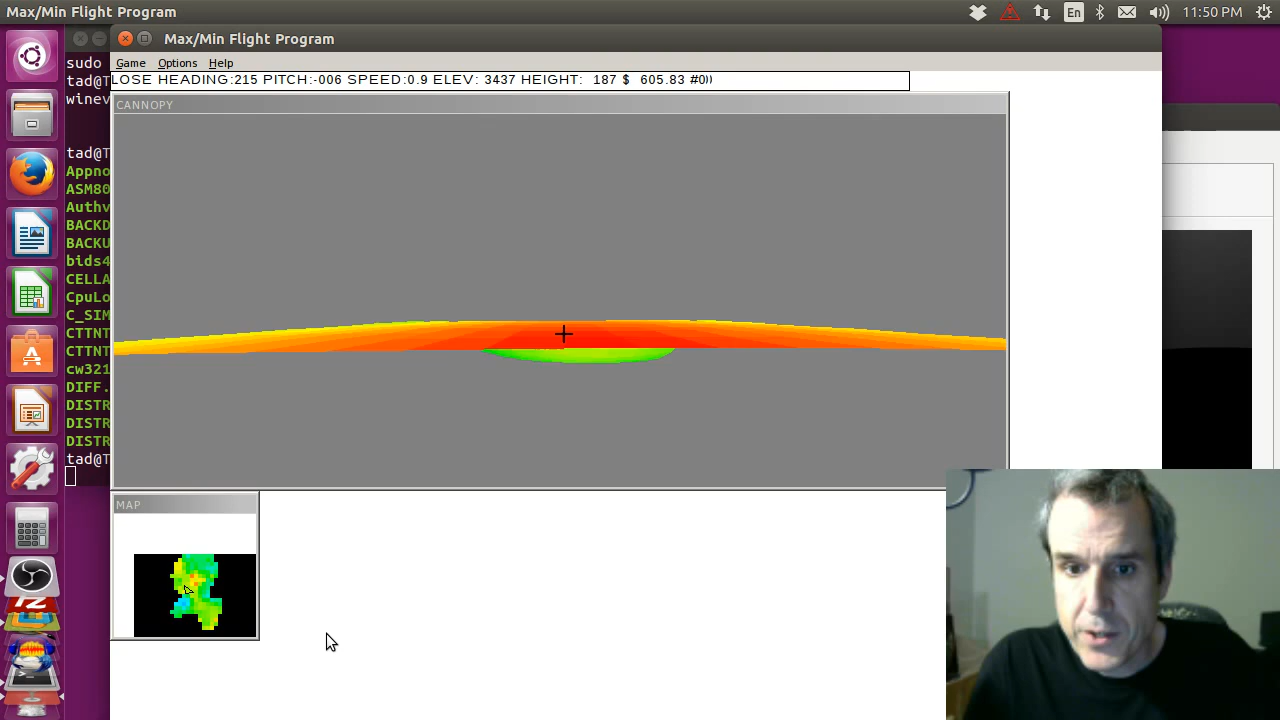 Max/Min Flight Program
En
11:50 PM
Max/Min Flight Program
Game Options Help
LOSE HEADING:215 PITCH:-006 SPEED:0.9 ELEV: 3437 HEIGHT: 187 $ 605.83 #0
CANNOPY
sudo
tad@T
winev
tad@T
Appno
ASM80
Authv
BACKD
BACKU
bids4
CELLA
CpuLo
C_SIM
CTTNT
CTTNT
cw321
DIFF.
DISTR
DISTR
DISTR
tad@T
MAP